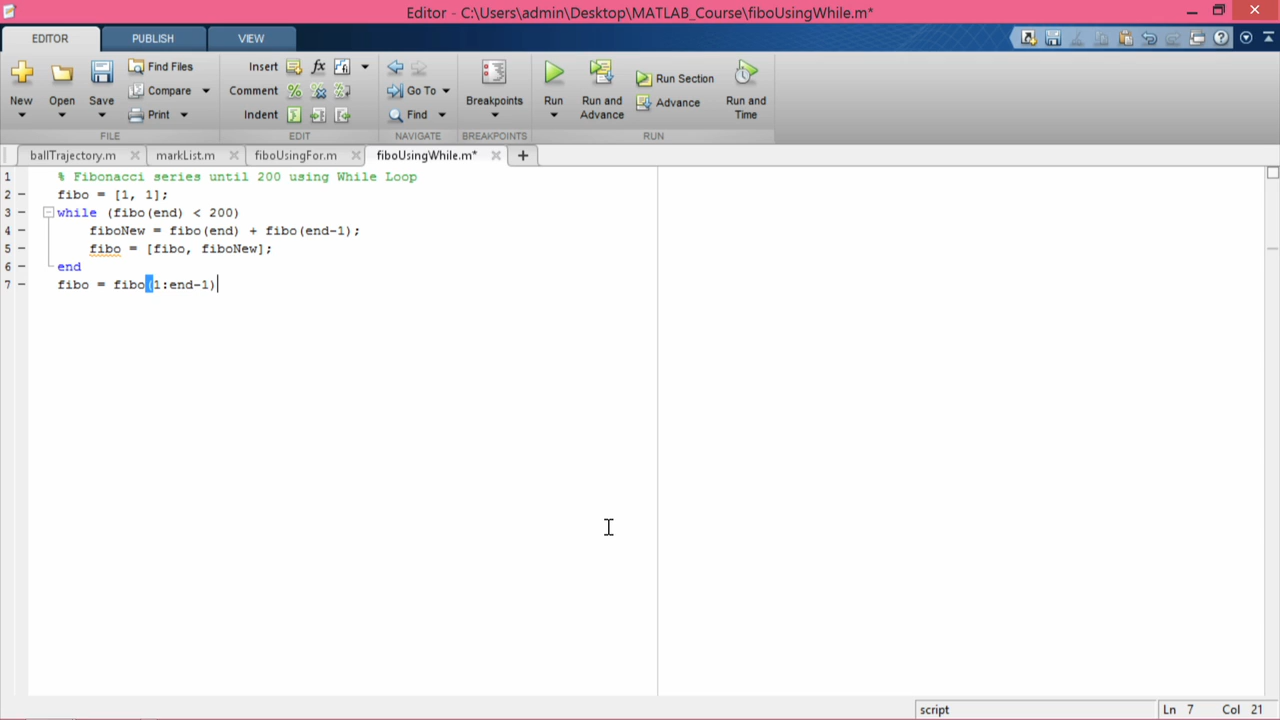 Editor - C:\Users\admin\Desktop\MATLAB_Course\fiboUsingWhile.m*
EDITOR PUBLISH VIEW
New Open Save Find Files Compare Print
Insert Comment Indent
Go To Find
Breakpoints
Run Run and Advance Run Section Advance Run and Time
FILE EDIT NAVIGATE BREAKPOINTS RUN
ballTrajectory.m markList.m fiboUsingFor.m fiboUsingWhile.m*
1 % Fibonacci series until 200 using While Loop
2 fibo = [1, 1];
3 while (fibo(end) < 200)
4 fiboNew = fibo(end) + fibo(end-1);
5 fibo = [fibo, fiboNew];
6 end
7 fibo = fibo(1:end-1)
script Ln 7 Col 21